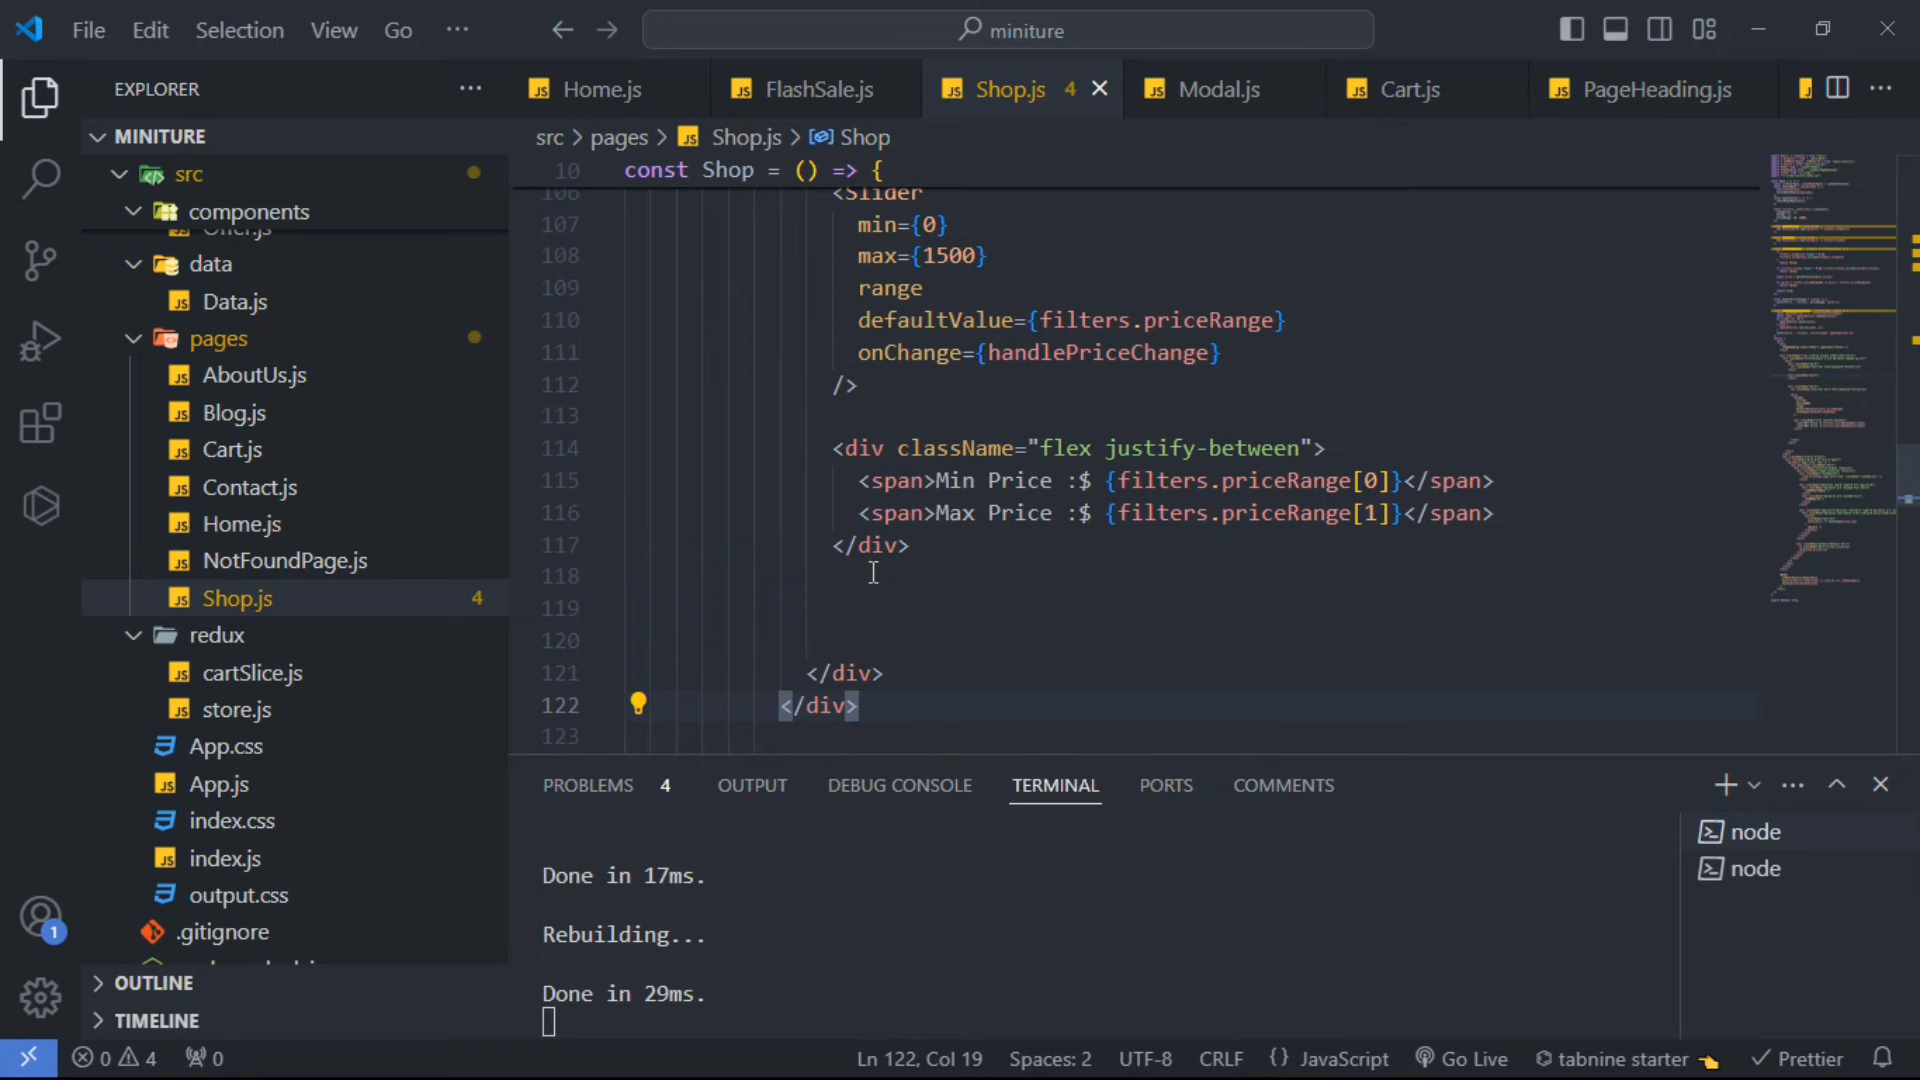 File Edit Selection View Go ··· miniture
EXPLORER ···
Home.js FlashSale.js Shop.js 4 Modal.js Cart.js PageHeading.js ···
MINITURE
src
components
Offer.js
data
Data.js
pages
AboutUs.js
Blog.js
Cart.js
Contact.js
Home.js
NotFoundPage.js
Shop.js 4
redux
cartSlice.js
store.js
App.css
App.js
index.css
index.js
output.css
.gitignore
OUTLINE
TIMELINE
src > pages > Shop.js > Shop
10 const Shop = () => {
106 <Slider
107 min={0}
108 max={1500}
109 range
110 defaultValue={filters.priceRange}
111 onChange={handlePriceChange}
112 />
113
114 <div className="flex justify-between">
115 <span>Min Price :$ {filters.priceRange[0]}</span>
116 <span>Max Price :$ {filters.priceRange[1]}</span>
117 </div>
118
119
120
121 </div>
122 </div>
123
PROBLEMS 4 OUTPUT DEBUG CONSOLE TERMINAL PORTS COMMENTS
Done in 17ms.
Rebuilding...
Done in 29ms.
node
node
1
0 4 0 Ln 122, Col 19 Spaces: 2 UTF-8 CRLF {} JavaScript Go Live tabnine starter Prettier